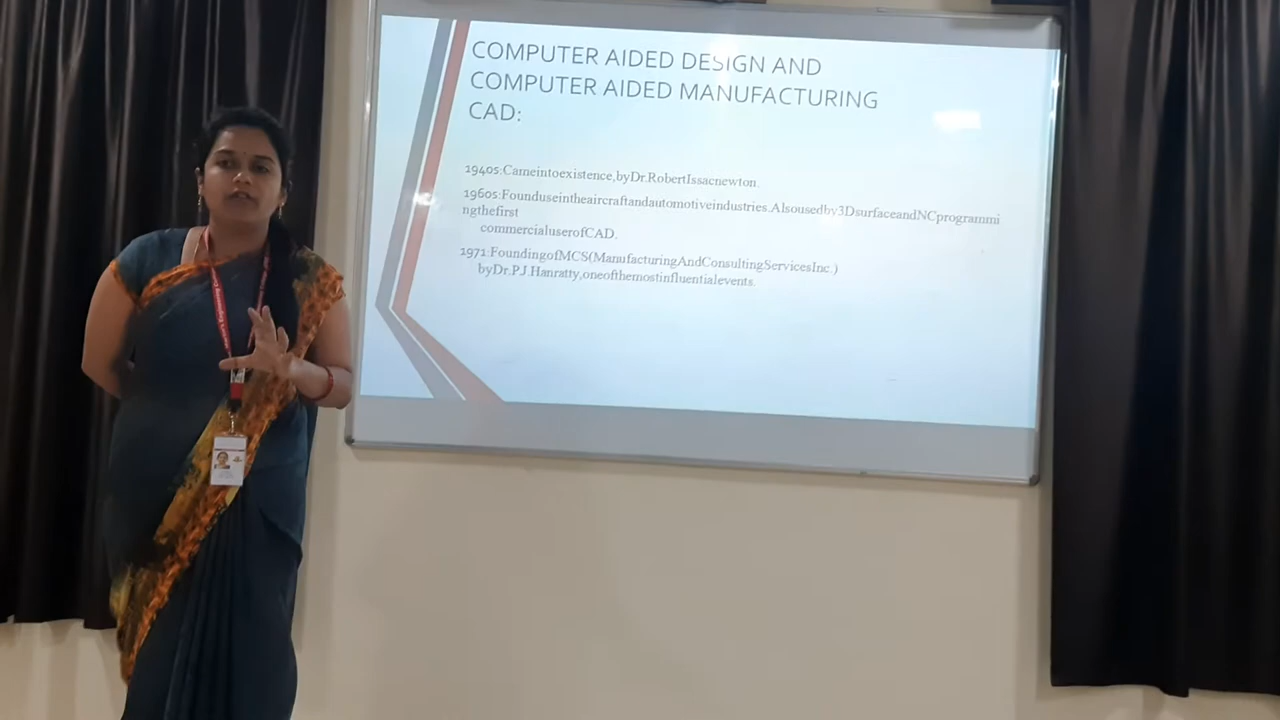 COMPUTER AIDED DESIGN AND
COMPUTER AIDED MANUFACTURING
CAD:
1940s:Cameintoexistence,byDr.RobertIssacnewton.
1960s:Founduseintheaircraftandautomotiveindustries.Alsousedby3DsurfaceandNCprogrammi
ngthefirst
commercialuserofCAD.
1971:FoundingofMCS(ManufacturingAndConsultingServicesInc.)
byDr.P.J.Hanratty,oneofthemostinfluentialevents.